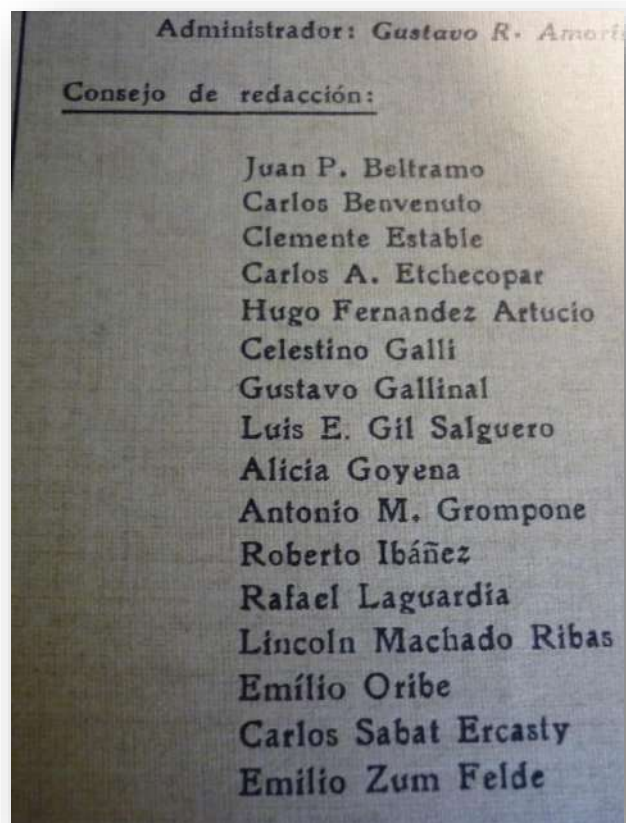 Administrador: Gustavo R.
Consejo de redacción:
Juan P. Beltramo
Carlos Benvenuto
Clemente Estable
Carlos A. Etchecopar
Hugo Fernandez Artucio
Celestino Galli
Gustavo Gallinal
Luis E. Gil Salguero
Alicia Goyena
Antonio M. Grompone
Roberto Ibáñez
Rafael Laguardia
Lincoln Machado Ribas
Emílio Oribe
Carlos Sabat Ercasty
Emilio Zum Felde